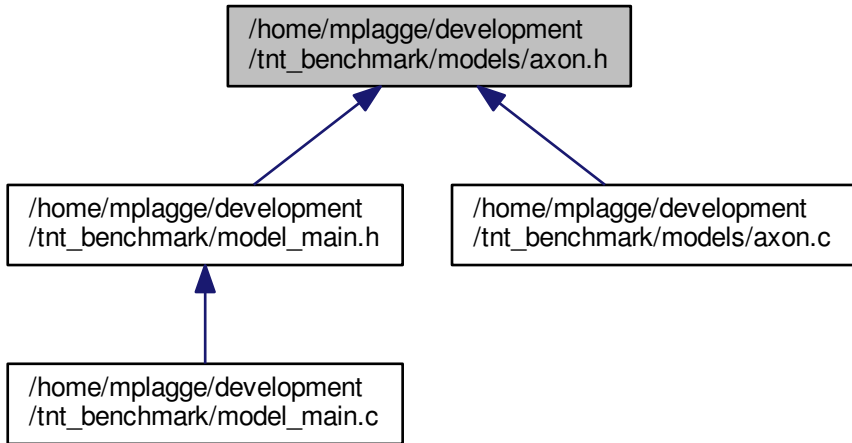 /home/mplagge/development
/tnt_benchmark/models/axon.h
/home/mplagge/development
/tnt_benchmark/model_main.h
/home/mplagge/development
/tnt_benchmark/models/axon.c
/home/mplagge/development
/tnt_benchmark/model_main.c